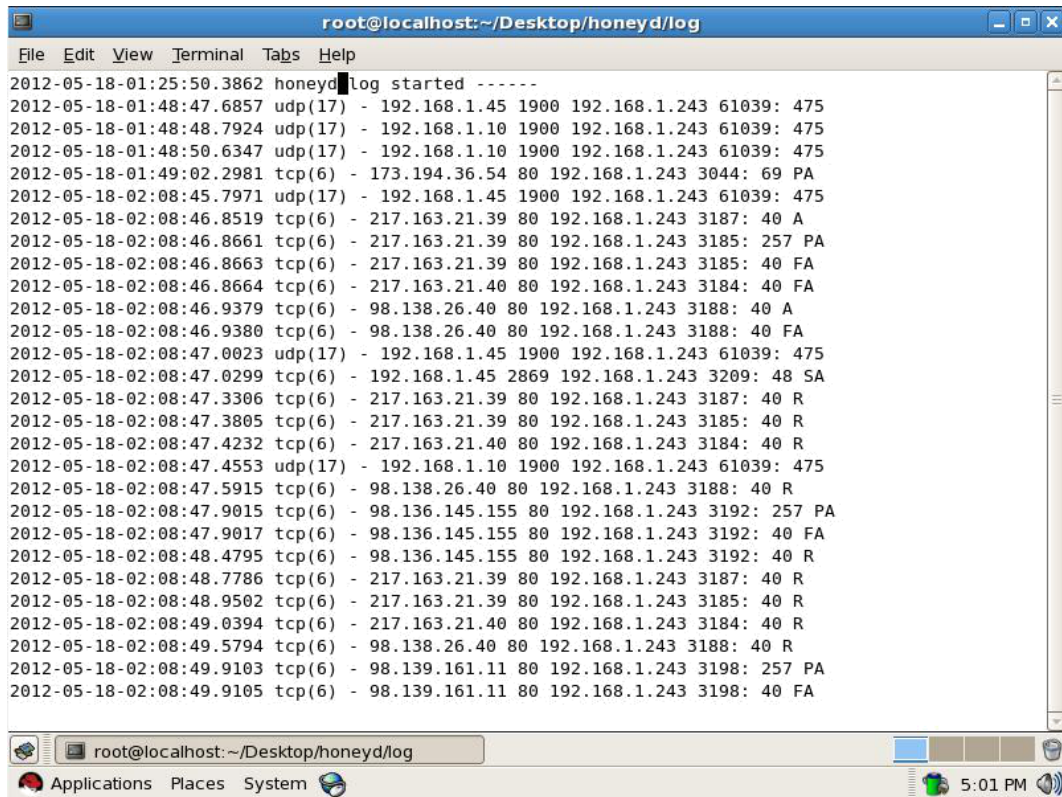 root@localhost:~/Desktop/honeyd/log
File Edit View Terminal Tabs Help
2012-05-18-01:25:50.3862 honeyd log started ------
2012-05-18-01:48:47.6857 udp(17) - 192.168.1.45 1900 192.168.1.243 61039: 475
2012-05-18-01:48:48.7924 udp(17) - 192.168.1.10 1900 192.168.1.243 61039: 475
2012-05-18-01:48:50.6347 udp(17) - 192.168.1.10 1900 192.168.1.243 61039: 475
2012-05-18-01:49:02.2981 tcp(6) - 173.194.36.54 80 192.168.1.243 3044: 69 PA
2012-05-18-02:08:45.7971 udp(17) - 192.168.1.45 1900 192.168.1.243 61039: 475
2012-05-18-02:08:46.8519 tcp(6) - 217.163.21.39 80 192.168.1.243 3187: 40 A
2012-05-18-02:08:46.8661 tcp(6) - 217.163.21.39 80 192.168.1.243 3185: 257 PA
2012-05-18-02:08:46.8663 tcp(6) - 217.163.21.39 80 192.168.1.243 3185: 40 FA
2012-05-18-02:08:46.8664 tcp(6) - 217.163.21.40 80 192.168.1.243 3184: 40 FA
2012-05-18-02:08:46.9379 tcp(6) - 98.138.26.40 80 192.168.1.243 3188: 40 A
2012-05-18-02:08:46.9380 tcp(6) - 98.138.26.40 80 192.168.1.243 3188: 40 FA
2012-05-18-02:08:47.0023 udp(17) - 192.168.1.45 1900 192.168.1.243 61039: 475
2012-05-18-02:08:47.0299 tcp(6) - 192.168.1.45 2869 192.168.1.243 3209: 48 SA
2012-05-18-02:08:47.3306 tcp(6) - 217.163.21.39 80 192.168.1.243 3187: 40 R
2012-05-18-02:08:47.3805 tcp(6) - 217.163.21.39 80 192.168.1.243 3185: 40 R
2012-05-18-02:08:47.4232 tcp(6) - 217.163.21.40 80 192.168.1.243 3184: 40 R
2012-05-18-02:08:47.4553 udp(17) - 192.168.1.10 1900 192.168.1.243 61039: 475
2012-05-18-02:08:47.5915 tcp(6) - 98.138.26.40 80 192.168.1.243 3188: 40 R
2012-05-18-02:08:47.9015 tcp(6) - 98.136.145.155 80 192.168.1.243 3192: 257 PA
2012-05-18-02:08:47.9017 tcp(6) - 98.136.145.155 80 192.168.1.243 3192: 40 FA
2012-05-18-02:08:48.4795 tcp(6) - 98.136.145.155 80 192.168.1.243 3192: 40 R
2012-05-18-02:08:48.7786 tcp(6) - 217.163.21.39 80 192.168.1.243 3187: 40 R
2012-05-18-02:08:48.9502 tcp(6) - 217.163.21.39 80 192.168.1.243 3185: 40 R
2012-05-18-02:08:49.0394 tcp(6) - 217.163.21.40 80 192.168.1.243 3184: 40 R
2012-05-18-02:08:49.5794 tcp(6) - 98.138.26.40 80 192.168.1.243 3188: 40 R
2012-05-18-02:08:49.9103 tcp(6) - 98.139.161.11 80 192.168.1.243 3198: 257 PA
2012-05-18-02:08:49.9105 tcp(6) - 98.139.161.11 80 192.168.1.243 3198: 40 FA
root@localhost:~/Desktop/honeyd/log
Applications Places System 5:01 PM